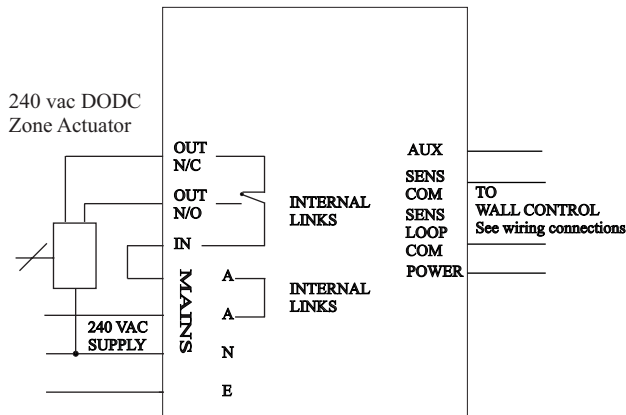 240 vac DODC
Zone Actuator
OUT
N/C
OUT
N/O
IN
INTERNAL
LINKS
MAINS
A
A
N
E
INTERNAL
LINKS
240 VAC
SUPPLY
AUX
SENS
COM
SENS
LOOP
COM
POWER
TO
WALL CONTROL
See wiring connections